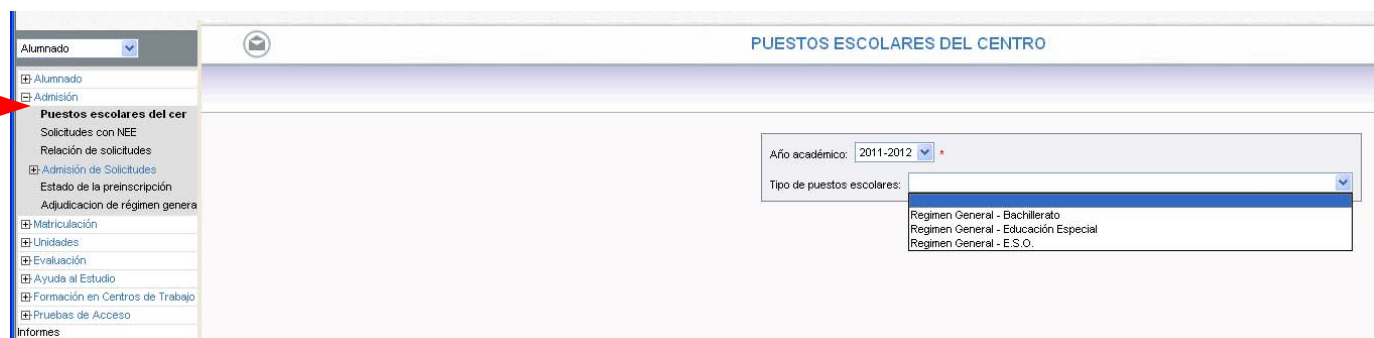 Alumnado
PUESTOS ESCOLARES DEL CENTRO
Alumnado
Admisión
Puestos escolares del cer
Solicitudes con NEE
Relación de solicitudes
Admisión de Solicitudes
Estado de la preinscripción
Adjudicacion de régimen genera
Matriculación
Unidades
Evaluación
Ayuda al Estudio
Formación en Centros de Trabajo
Pruebas de Acceso
Informes
Año académico: 2011-2012 *
Tipo de puestos escolares:
Regimen General - Bachillerato
Regimen General - Educación Especial
Regimen General - E.S.O.